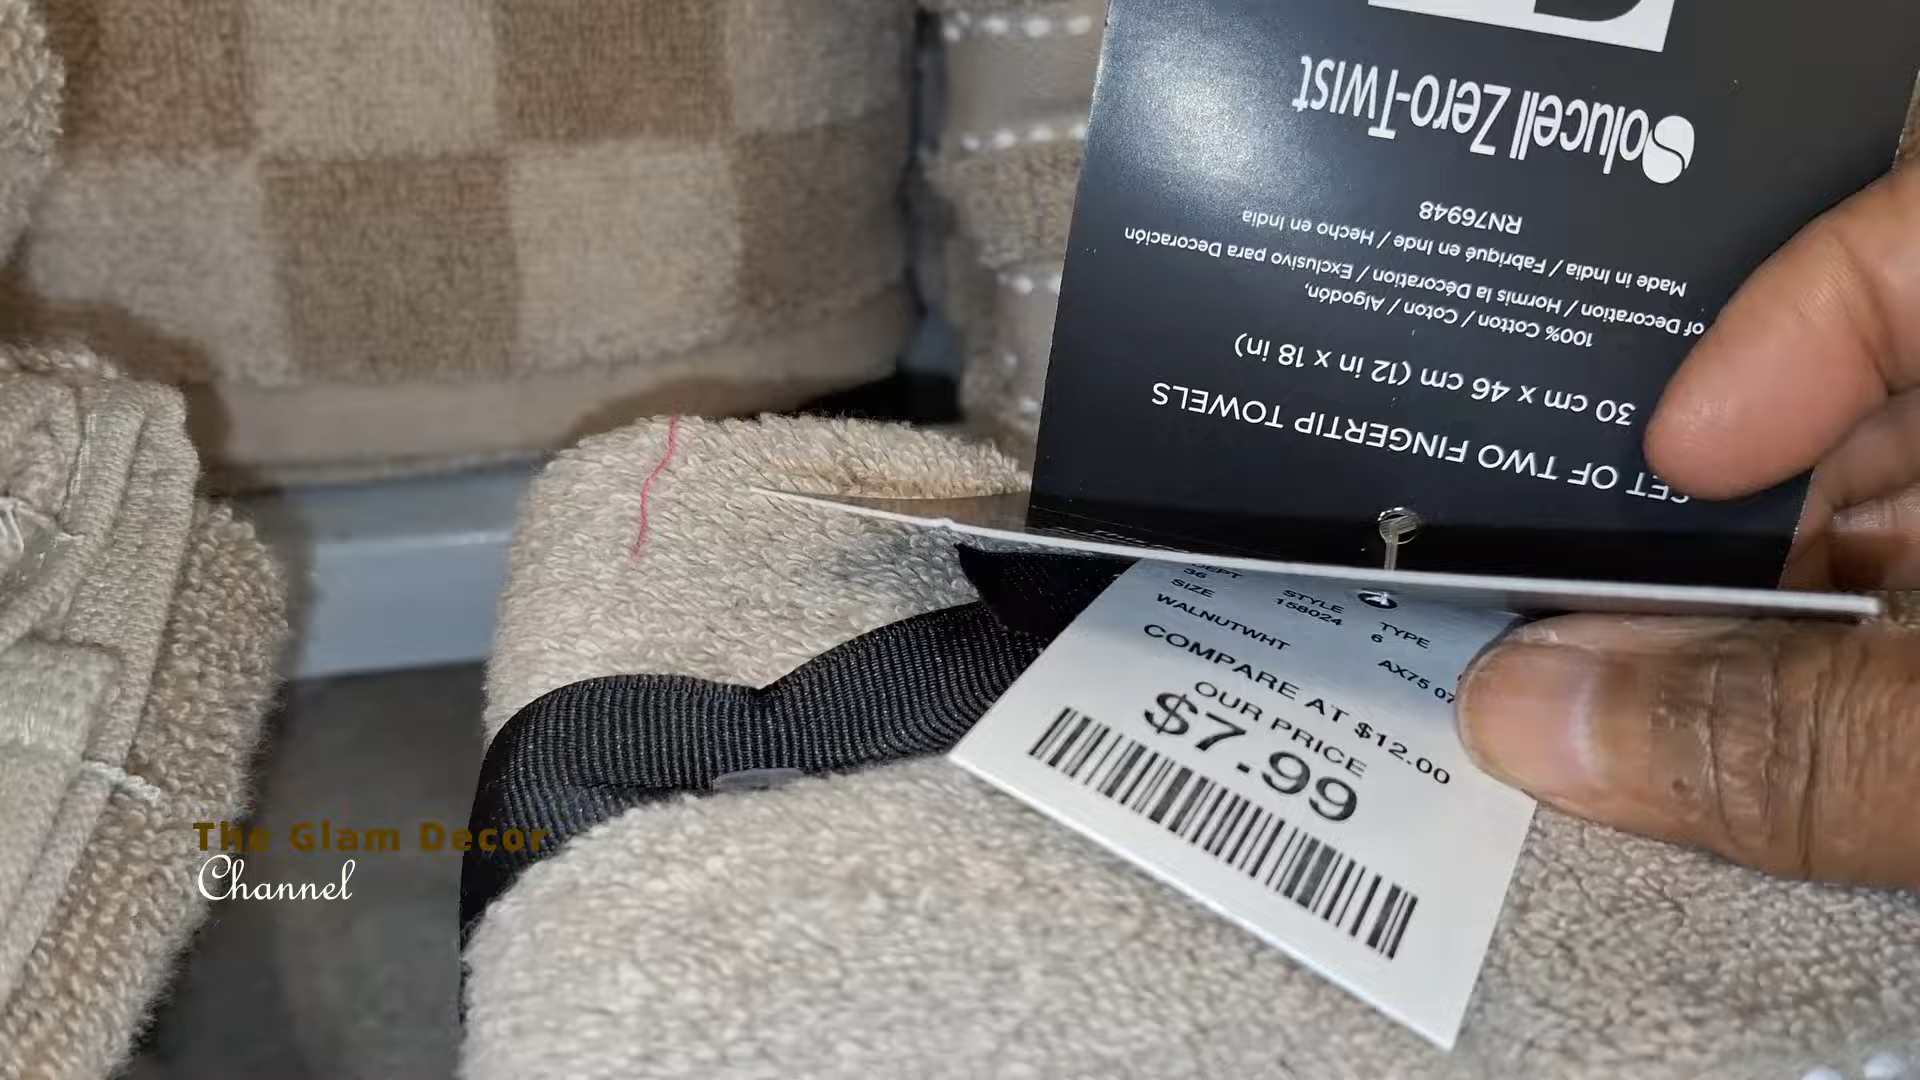 SET OF TWO FINGERTIP TOWELS
30 cm x 46 cm (12 in x 18 in)
100% Cotton / Coton / Algodón,
of Decoration / Hormis la Décoration / Exclusivo para Decoración
Made in India / Fabriqué en Inde / Hecho en India
RN76948
Solucell Zero-Twist
DEPT
36
STYLE
158024
TYPE
6
SIZE
WALNUTWHT
AX75 07
COMPARE AT $12.00
OUR PRICE
$7.99
The Glam Decor
Channel